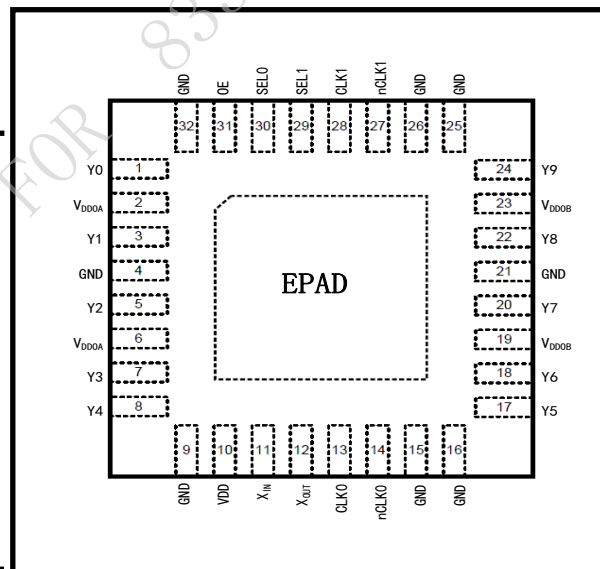 FOR 833
GND OE SEL0 SEL1 CLK1 nCLK1 GND GND
32 31 30 29 28 27 26 25
Y0 1 24 Y9
VDDOA 2 23 VDDOB
Y1 3 22 Y8
GND 4 21 GND
EPAD
Y2 5 20 Y7
VDDOA 6 19 VDDOB
Y3 7 18 Y6
Y4 8 17 Y5
9 10 11 12 13 14 15 16
GND VDD XIN XOUT CLK0 nCLK0 GND GND